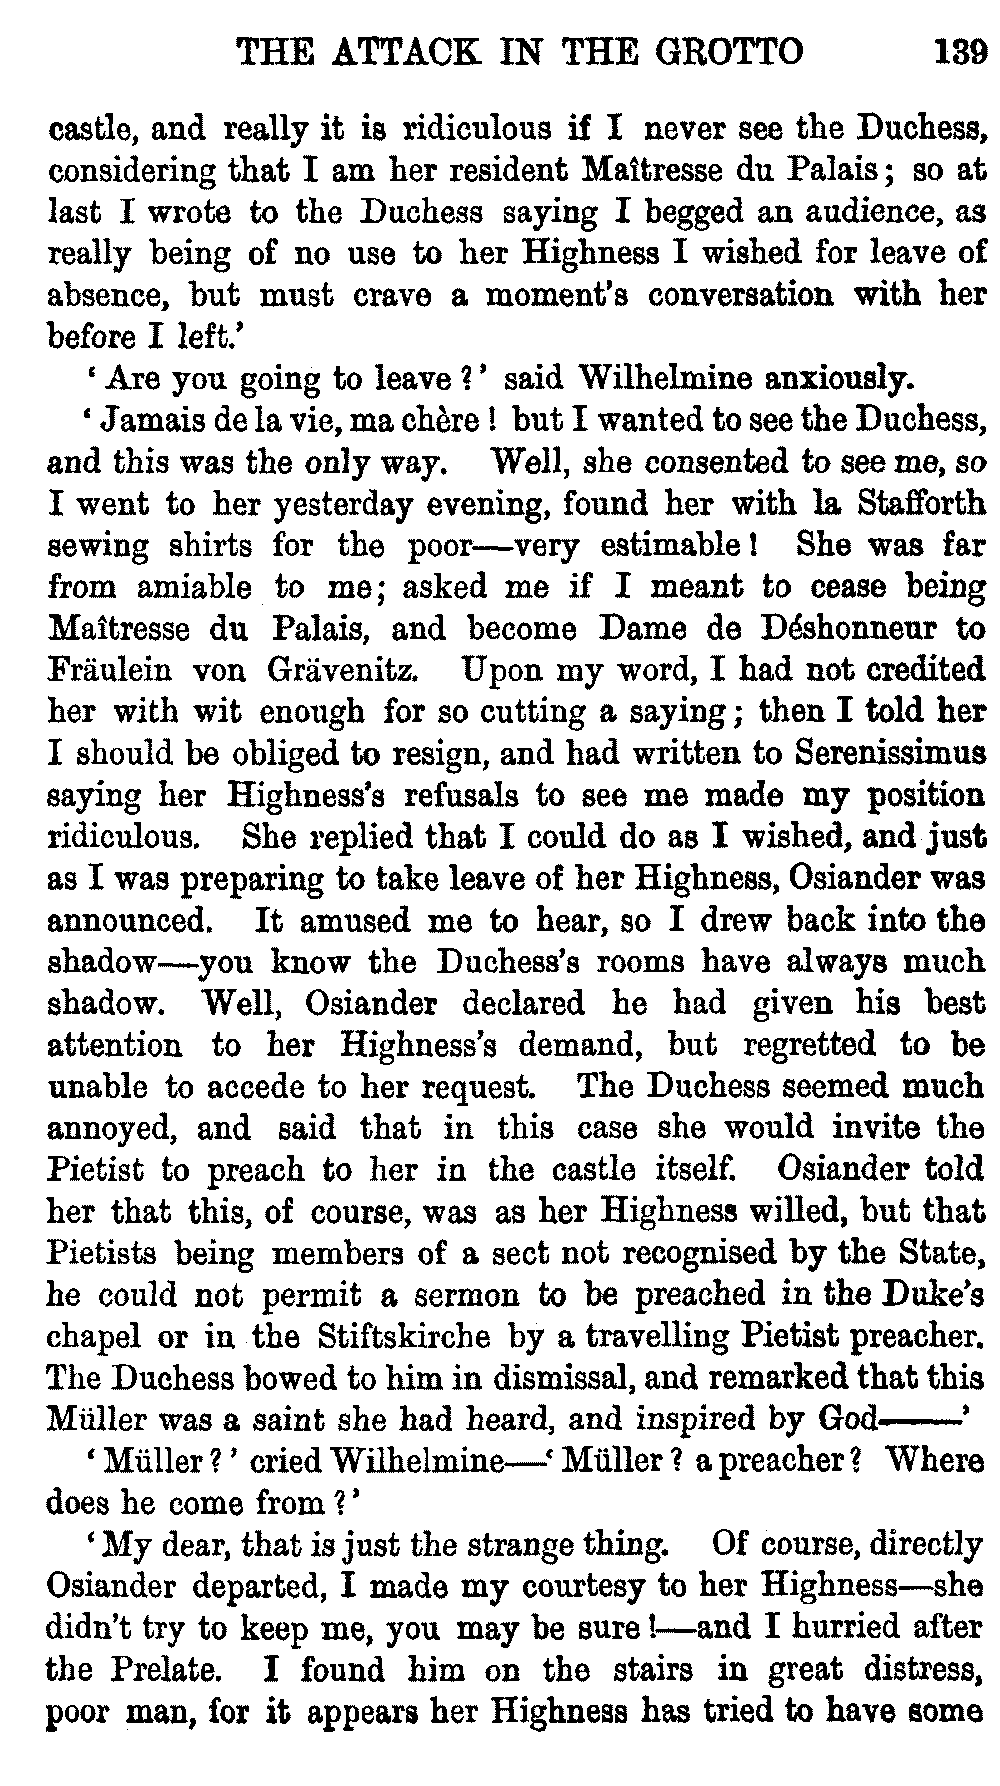 THE ATTACK IN THE GROTTO 139
castle, and really it is ridiculous if I never see the Duchess,
considering that I am her resident Maîtresse du Palais; so at
last I wrote to the Duchess saying I begged an audience, as
really being of no use to her Highness I wished for leave of
absence, but must crave a moment's conversation with her
before I left.'
'Are you going to leave?' said Wilhelmine anxiously.
'Jamais de la vie, ma chère! but I wanted to see the Duchess,
and this was the only way. Well, she consented to see me, so
I went to her yesterday evening, found her with la Stafforth
sewing shirts for the poor—very estimable! She was far
from amiable to me; asked me if I meant to cease being
Maîtresse du Palais, and become Dame de Déshonneur to
Fräulein von Grävenitz. Upon my word, I had not credited
her with wit enough for so cutting a saying; then I told her
I should be obliged to resign, and had written to Serenissimus
saying her Highness's refusals to see me made my position
ridiculous. She replied that I could do as I wished, and just
as I was preparing to take leave of her Highness, Osiander was
announced. It amused me to hear, so I drew back into the
shadow—you know the Duchess's rooms have always much
shadow. Well, Osiander declared he had given his best
attention to her Highness's demand, but regretted to be
unable to accede to her request. The Duchess seemed much
annoyed, and said that in this case she would invite the
Pietist to preach to her in the castle itself. Osiander told
her that this, of course, was as her Highness willed, but that
Pietists being members of a sect not recognised by the State,
he could not permit a sermon to be preached in the Duke's
chapel or in the Stiftskirche by a travelling Pietist preacher.
The Duchess bowed to him in dismissal, and remarked that this
Müller was a saint she had heard, and inspired by God——'
'Müller?' cried Wilhelmine—'Müller? a preacher? Where
does he come from?'
'My dear, that is just the strange thing. Of course, directly
Osiander departed, I made my courtesy to her Highness—she
didn't try to keep me, you may be sure!—and I hurried after
the Prelate. I found him on the stairs in great distress,
poor man, for it appears her Highness has tried to have some